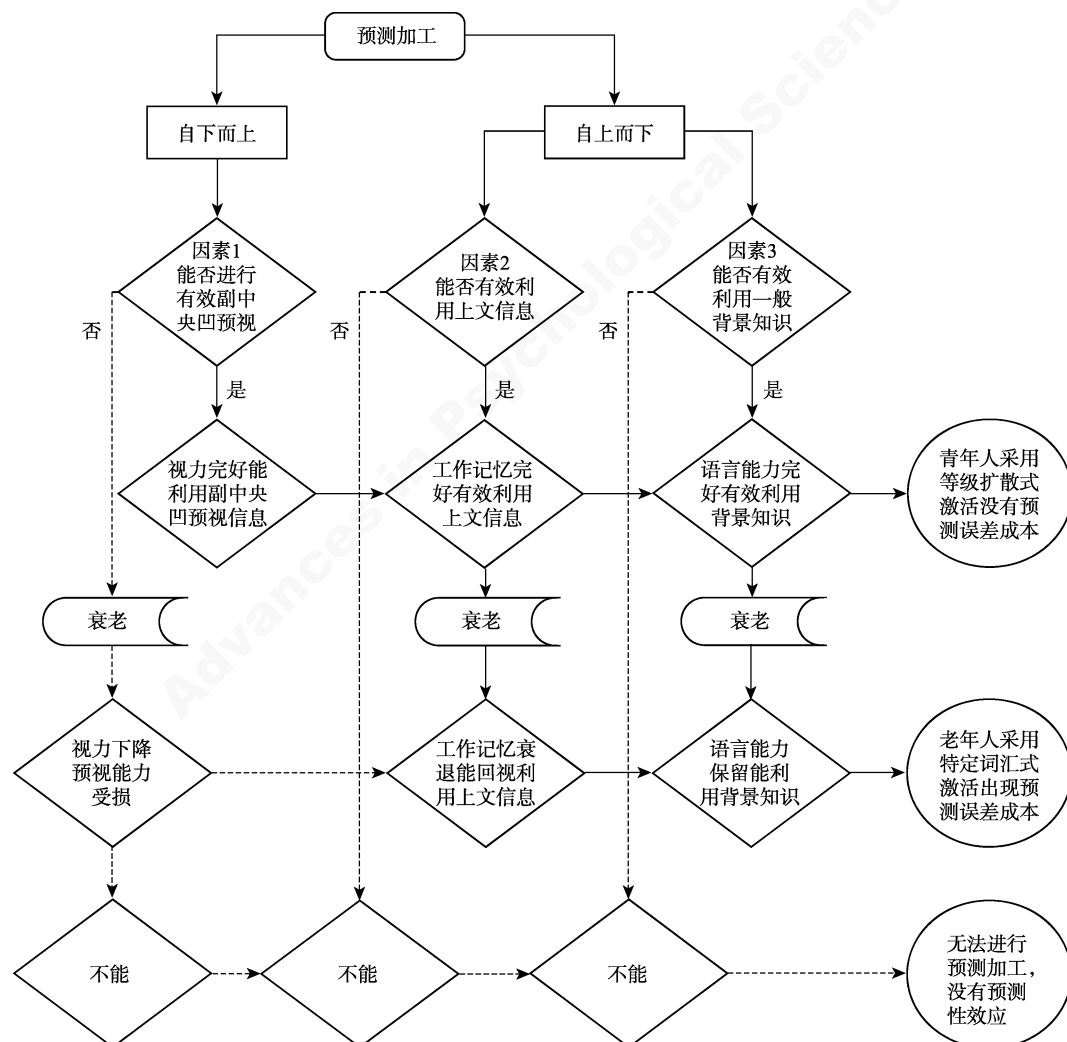 预测加工
自下而上
自上而下
因素1
能否进行
有效副中
央凹预视
因素2
能否有效利
用上文信息
因素3
能否有效
利用一般
背景知识
否
否
否
是
是
是
视力完好能
利用副中央
凹预视信息
工作记忆完
好有效利用
上文信息
语言能力完
好有效利用
背景知识
青年人采用
等级扩散式
激活没有预
测误差成本
衰老
衰老
衰老
视力下降
预视能力
受损
工作记忆衰
退能回视利
用上文信息
语言能力
保留能利
用背景知识
老年人采用
特定词汇式
激活出现预
测误差成本
不能
不能
不能
无法进行
预测加工，
没有预测
性效应
Advances in Psychological Scienc